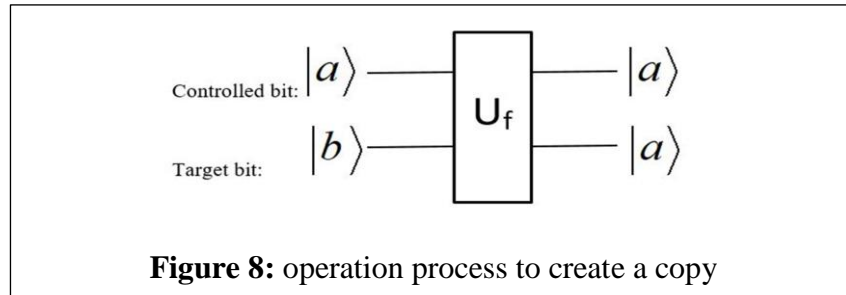 |a⟩ |a⟩
Controlled bit:
U_f
|b⟩ |a⟩
Target bit:
Figure 8: operation process to create a copy